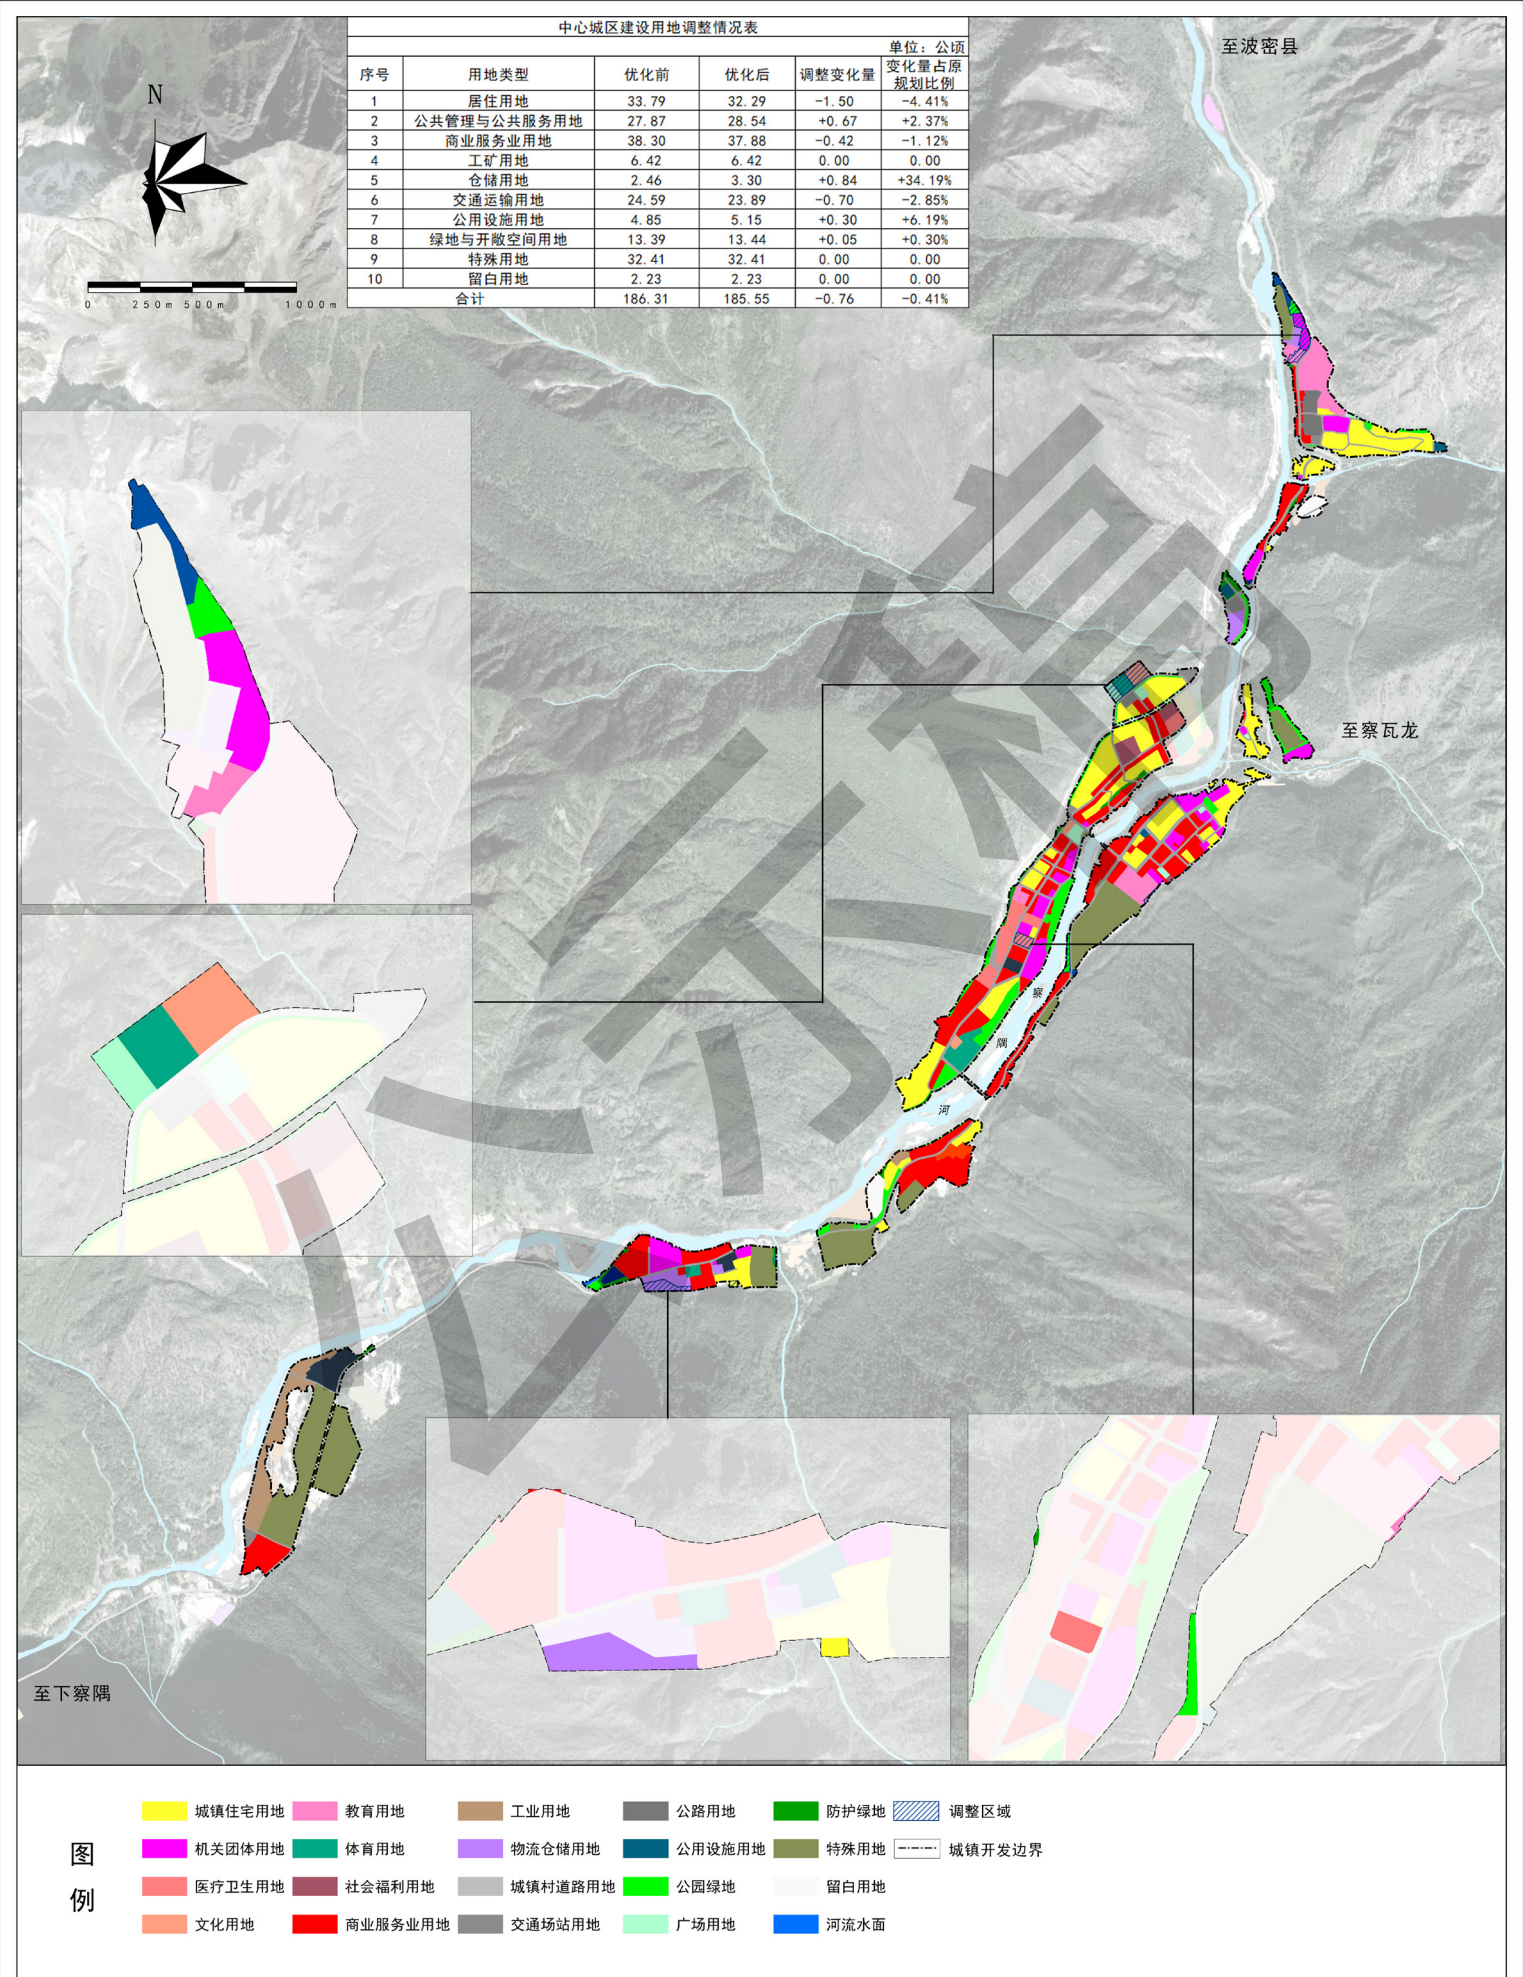 中心城区建设用地调整情况表
单位：公顷
序号 用地类型 优化前 优化后 调整变化量 变化量占原规划比例
1 居住用地 33.79 32.29 -1.50 -4.41%
2 公共管理与公共服务用地 27.87 28.54 +0.67 +2.37%
3 商业服务业用地 38.30 37.88 -0.42 -1.12%
4 工矿用地 6.42 6.42 0.00 0.00
5 仓储用地 2.46 3.30 +0.84 +34.19%
6 交通运输用地 24.59 23.89 -0.70 -2.85%
7 公用设施用地 4.85 5.15 +0.30 +6.19%
8 绿地与开敞空间用地 13.39 13.44 +0.05 +0.30%
9 特殊用地 32.41 32.41 0.00 0.00
10 留白用地 2.23 2.23 0.00 0.00
合计 186.31 185.55 -0.76 -0.41%
至波密县
N
0 250m 500m 1000m
至察瓦龙
察
隅
河
至下察隅
公示稿
图例
城镇住宅用地 教育用地 工业用地 公路用地 防护绿地 调整区域
机关团体用地 体育用地 物流仓储用地 公用设施用地 特殊用地 城镇开发边界
医疗卫生用地 社会福利用地 城镇村道路用地 公园绿地 留白用地
文化用地 商业服务业用地 交通场站用地 广场用地 河流水面